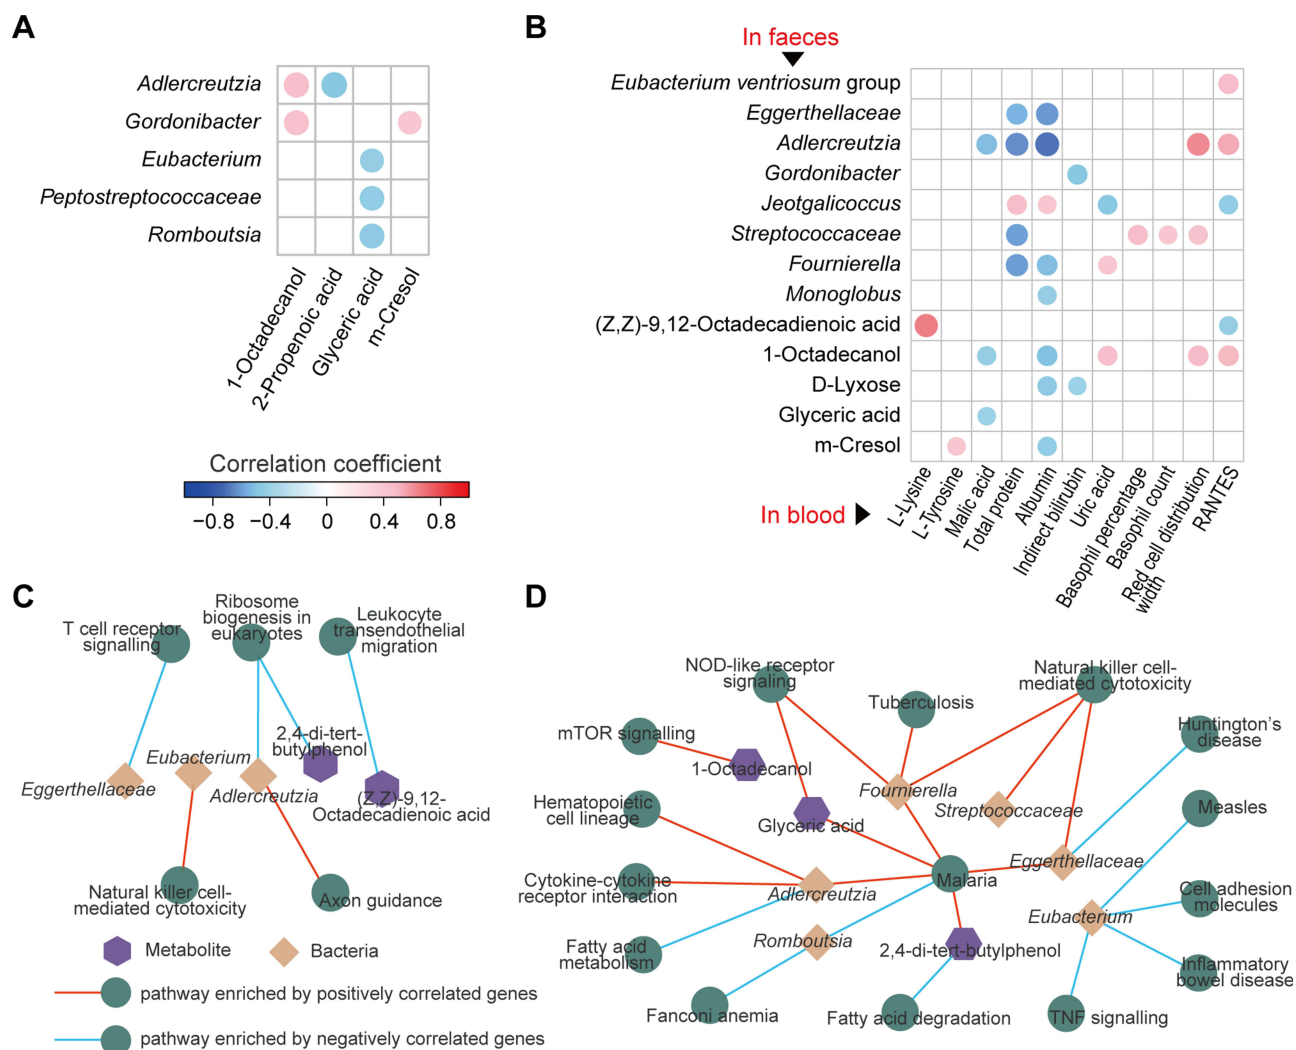 A
Adlercreutzia
Gordonibacter
Eubacterium
Peptostreptococcaceae
Romboutsia
1-Octadecanol
2-Propenoic acid
Glyceric acid
m-Cresol
Correlation coefficient
−0.8
−0.4
0
0.4
0.8
B
In faeces
Eubacterium ventriosum group
Eggerthellaceae
Adlercreutzia
Gordonibacter
Jeotgalicoccus
Streptococcaceae
Fournierella
Monoglobus
(Z,Z)-9,12-Octadecadienoic acid
1-Octadecanol
D-Lyxose
Glyceric acid
m-Cresol
In blood
L-Lysine
L-Tyrosine
Malic acid
Total protein
Albumin
Indirect bilirubin
Uric acid
Basophil percentage
Basophil count
Red cell distribution
width
RANTES
C
T cell receptor
signalling
Ribosome
biogenesis in
eukaryotes
Leukocyte
transendothelial
migration
2,4-di-tert-
butylphenol
Eubacterium
Eggerthellaceae
Adlercreutzia
(Z,Z)-9,12-
Octadecadienoic acid
Natural killer cell-
mediated cytotoxicity
Axon guidance
Metabolite
Bacteria
pathway enriched by positively correlated genes
pathway enriched by negatively correlated genes
D
NOD-like receptor
signaling
Natural killer cell-
mediated cytotoxicity
Tuberculosis
Huntington's
disease
mTOR signalling
1-Octadecanol
Fournierella
Streptococcaceae
Measles
Hematopoietic
cell lineage
Glyceric acid
Eggerthellaceae
Cytokine-cytokine
receptor interaction
Adlercreutzia
Malaria
Cell adhesion
molecules
Eubacterium
Fatty acid
metabolism
Romboutsia
2,4-di-tert-butylphenol
Inflammatory
bowel disease
Fanconi anemia
Fatty acid degradation
TNF signalling